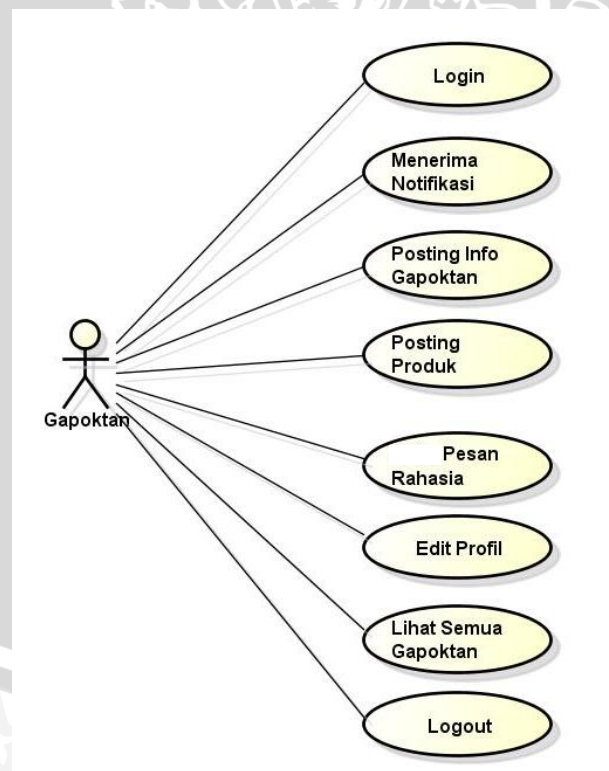 Login
Menerima
Notifikasi
Posting Info
Gapoktan
Posting
Produk
Gapoktan
Pesan
Rahasia
Edit Profil
Lihat Semua
Gapoktan
Logout